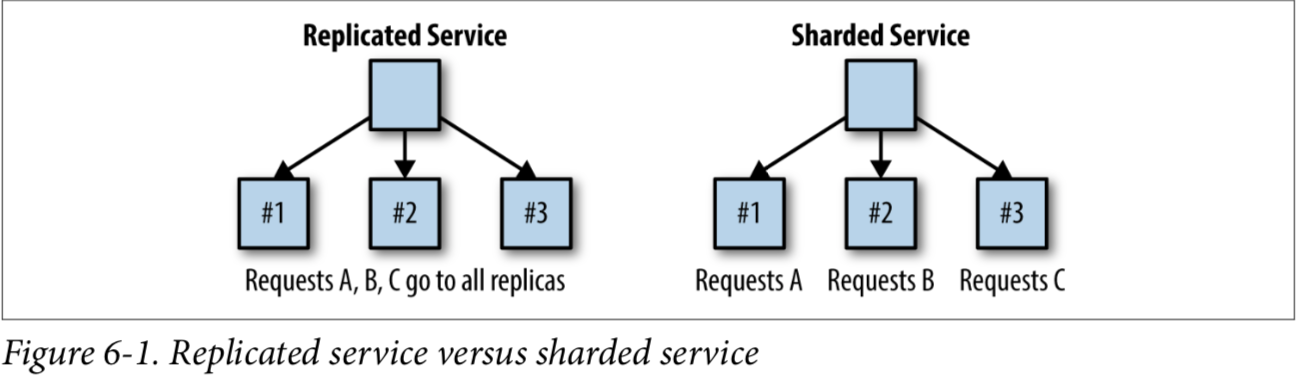 Replicated Service
#1
#2
#3
Requests A, B, C go to all replicas
Sharded Service
#1
#2
#3
Requests A
Requests B
Requests C
Figure 6-1. Replicated service versus sharded service